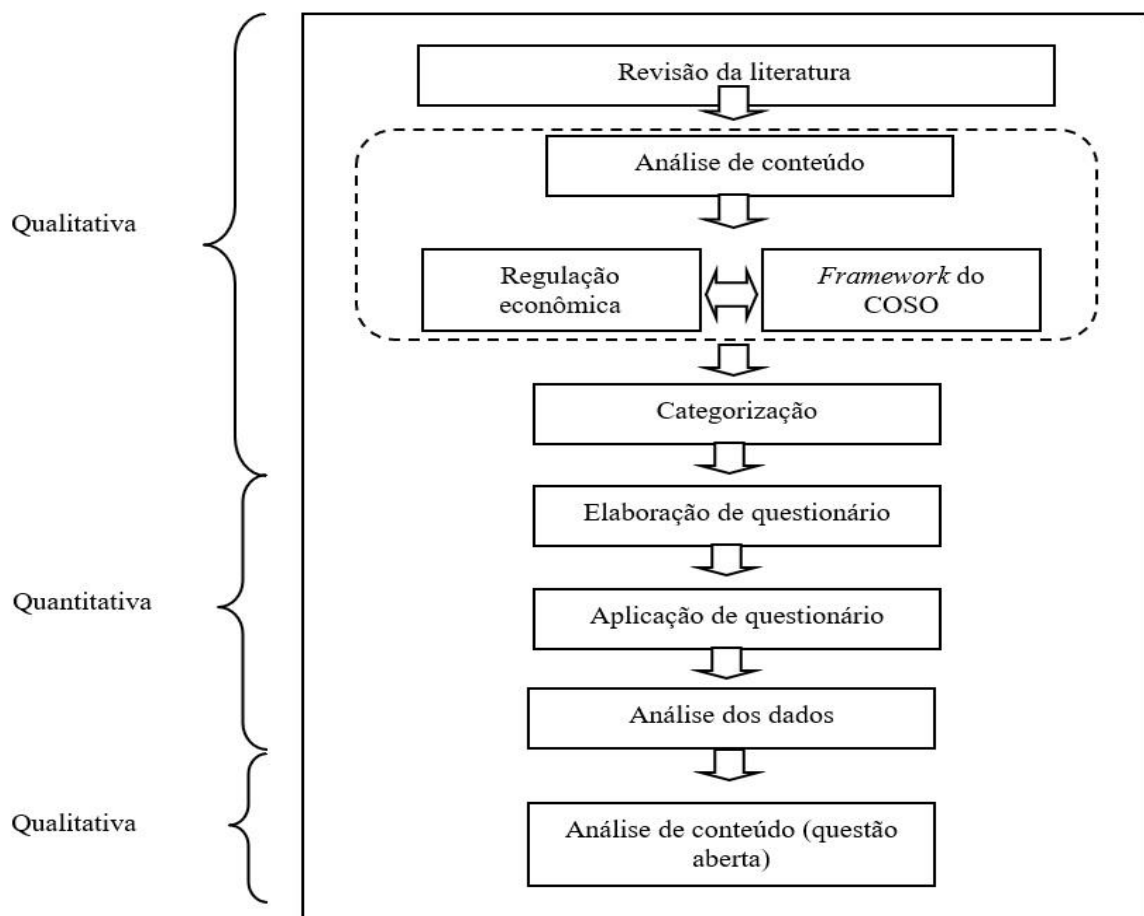 Revisão da literatura
Análise de conteúdo
Qualitativa
Regulação
econômica
Framework do
COSO
Categorização
Elaboração de questionário
Quantitativa
Aplicação de questionário
Análise dos dados
Qualitativa
Análise de conteúdo (questão
aberta)